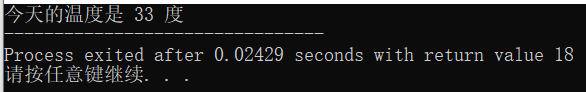 今天的温度是 33 度
--------------------------------
Process exited after 0.02429 seconds with return value 18
请按任意键继续. . .